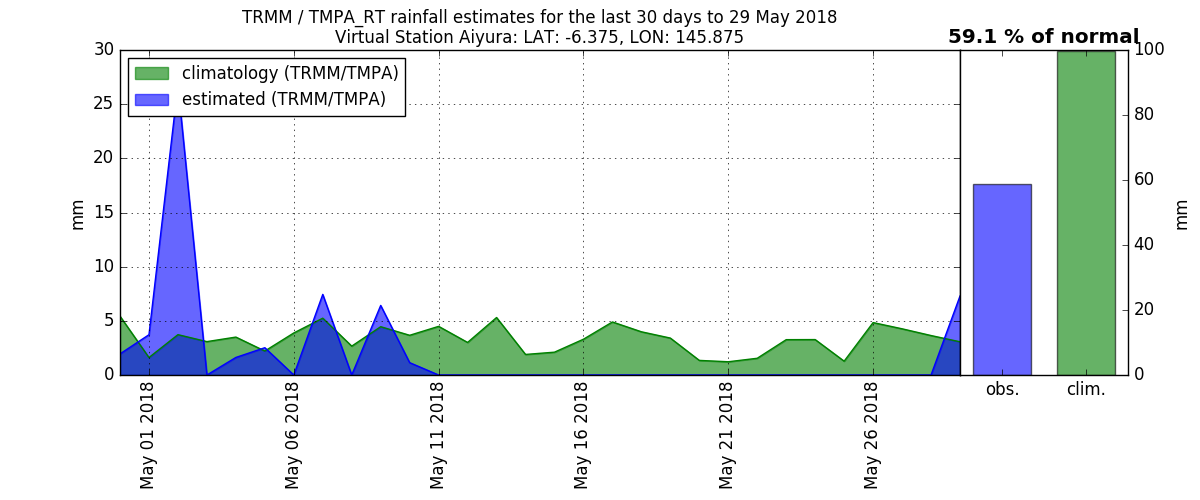 TRMM / TMPA_RT rainfall estimates for the last 30 days to 29 May 2018
Virtual Station Aiyura: LAT: -6.375, LON: 145.875
59.1 % of normal
climatology (TRMM/TMPA)
estimated (TRMM/TMPA)
30
25
20
15
10
5
0
mm
May 01 2018
May 06 2018
May 11 2018
May 16 2018
May 21 2018
May 26 2018
obs.
clim.
100
80
60
40
20
0
mm